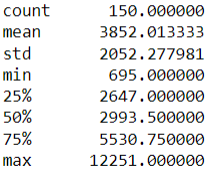 count 150.000000
mean 3852.013333
std 2052.277981
min 695.000000
25% 2647.000000
50% 2993.500000
75% 5530.750000
max 12251.000000